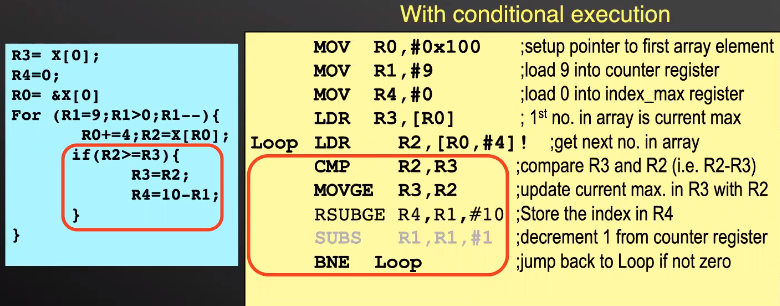 With conditional execution
R3= X[0];
R4=0;
R0= &X[0]
For (R1=9;R1>0;R1--){
R0+=4;R2=X[R0];
if(R2>=R3){
R3=R2;
R4=10-R1;
}
}
MOV R0,#0x100 ;setup pointer to first array element
MOV R1,#9 ;load 9 into counter register
MOV R4,#0 ;load 0 into index_max register
LDR R3,[R0] ; 1st no. in array is current max
Loop LDR R2,[R0,#4]! ;get next no. in array
CMP R2,R3 ;compare R3 and R2 (i.e. R2-R3)
MOVGE R3,R2 ;update current max. in R3 with R2
RSUBGE R4,R1,#10 ;Store the index in R4
SUBS R1,R1,#1 ;decrement 1 from counter register
BNE Loop ;jump back to Loop if not zero